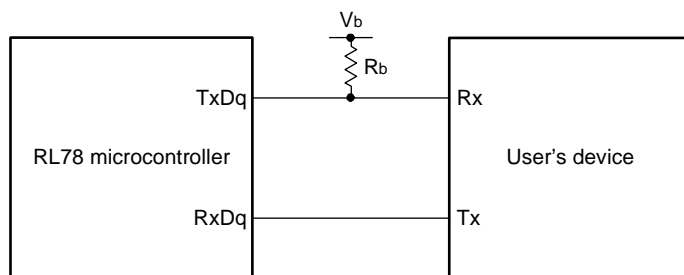 Vb
Rb
TxDq
Rx
RL78 microcontroller
User's device
RxDq
Tx